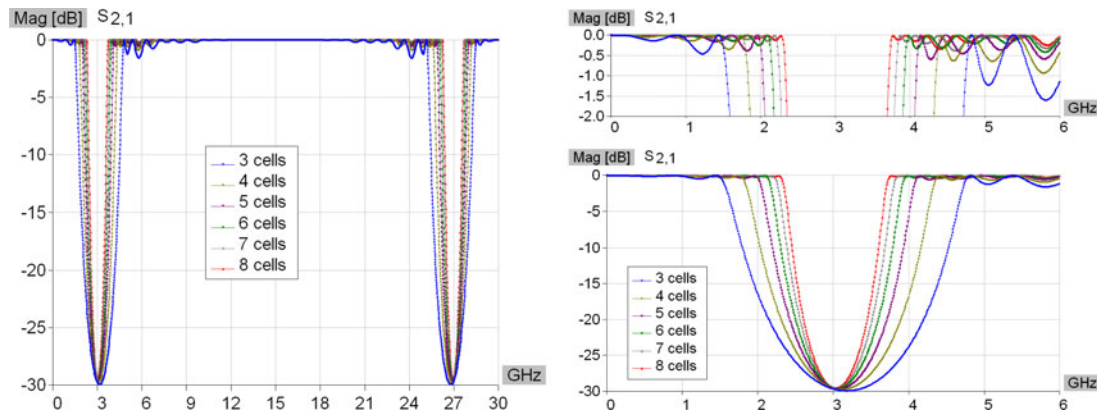 Mag [dB] S2,1
0
-5
-10
-15
-20
-25
-30
3 cells
4 cells
5 cells
6 cells
7 cells
8 cells
GHz
0 3 6 9 12 15 18 21 24 27 30
Mag [dB] S2,1
0.0
-0.5
-1.0
-1.5
-2.0
GHz
0 1 2 3 4 5 6
Mag [dB] S2,1
0
-5
-10
-15
-20
-25
-30
3 cells
4 cells
5 cells
6 cells
7 cells
8 cells
GHz
0 1 2 3 4 5 6